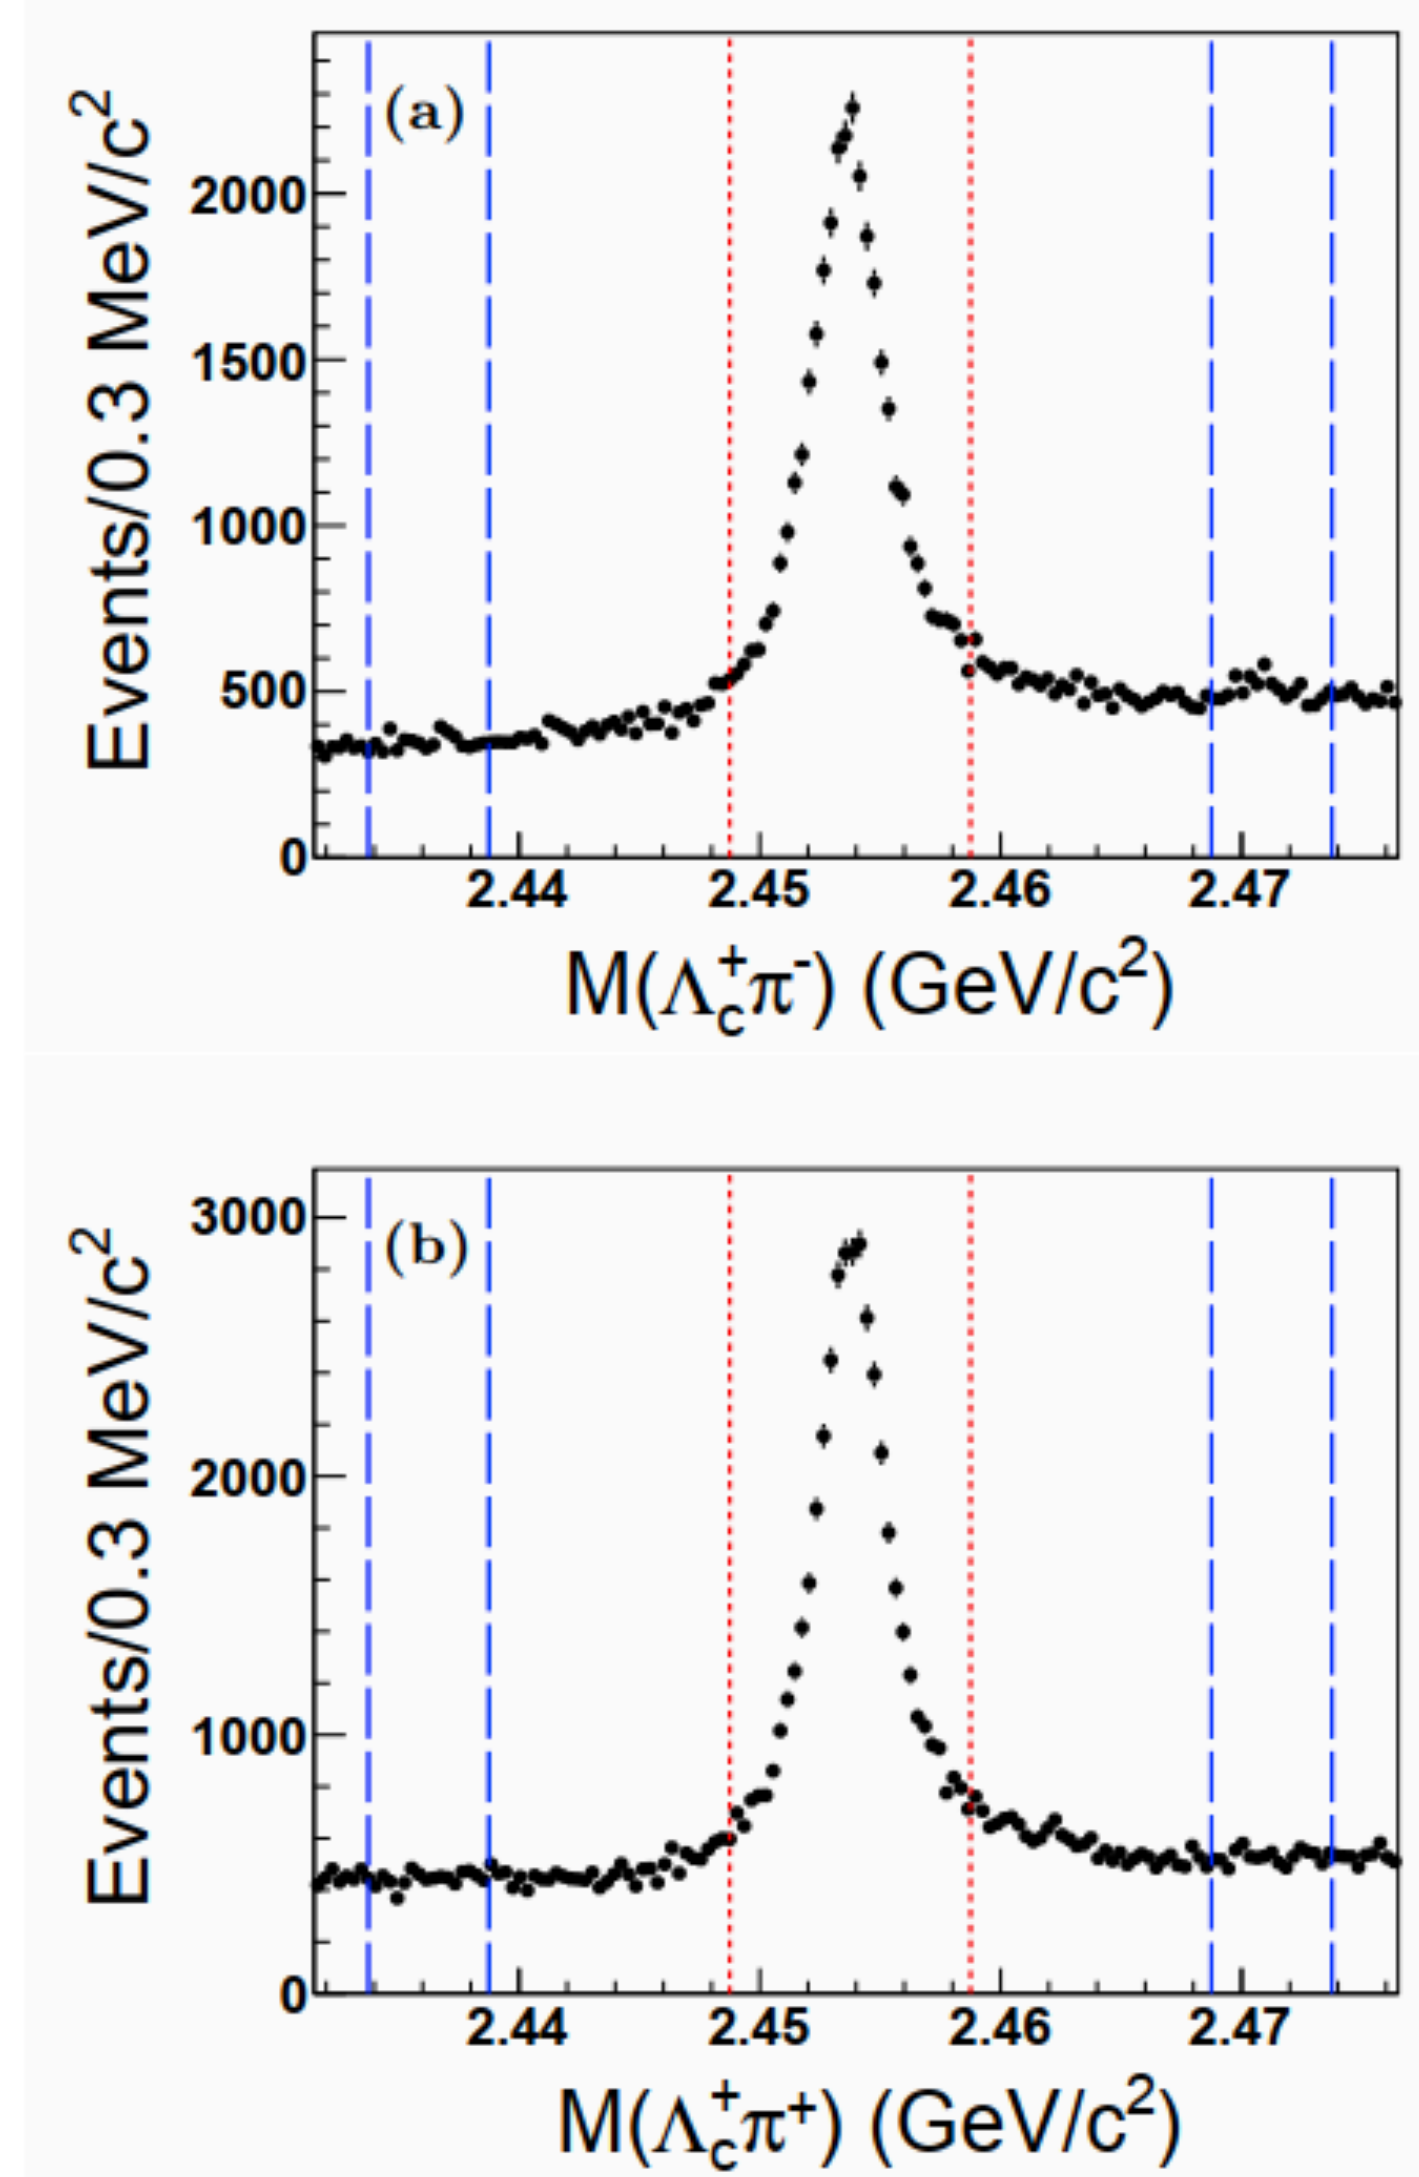 (a)
Events/0.3 MeV/c²
2000
1500
1000
500
0
2.44 2.45 2.46 2.47
M(Λc⁺π⁻) (GeV/c²)
(b)
Events/0.3 MeV/c²
3000
2000
1000
0
2.44 2.45 2.46 2.47
M(Λc⁺π⁺) (GeV/c²)